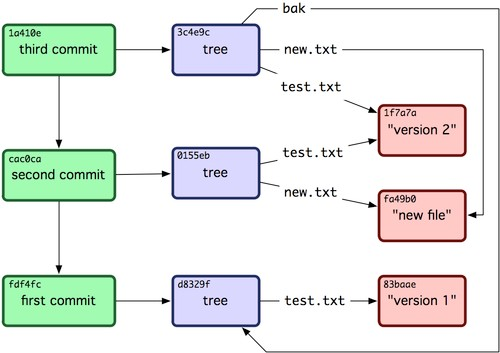 bak
1a410e
third commit
3c4e9c
tree
new.txt
test.txt
1f7a7a
"version 2"
cac0ca
second commit
0155eb
tree
test.txt
new.txt
fa49b0
"new file"
fdf4fc
first commit
d8329f
tree
test.txt
83baae
"version 1"